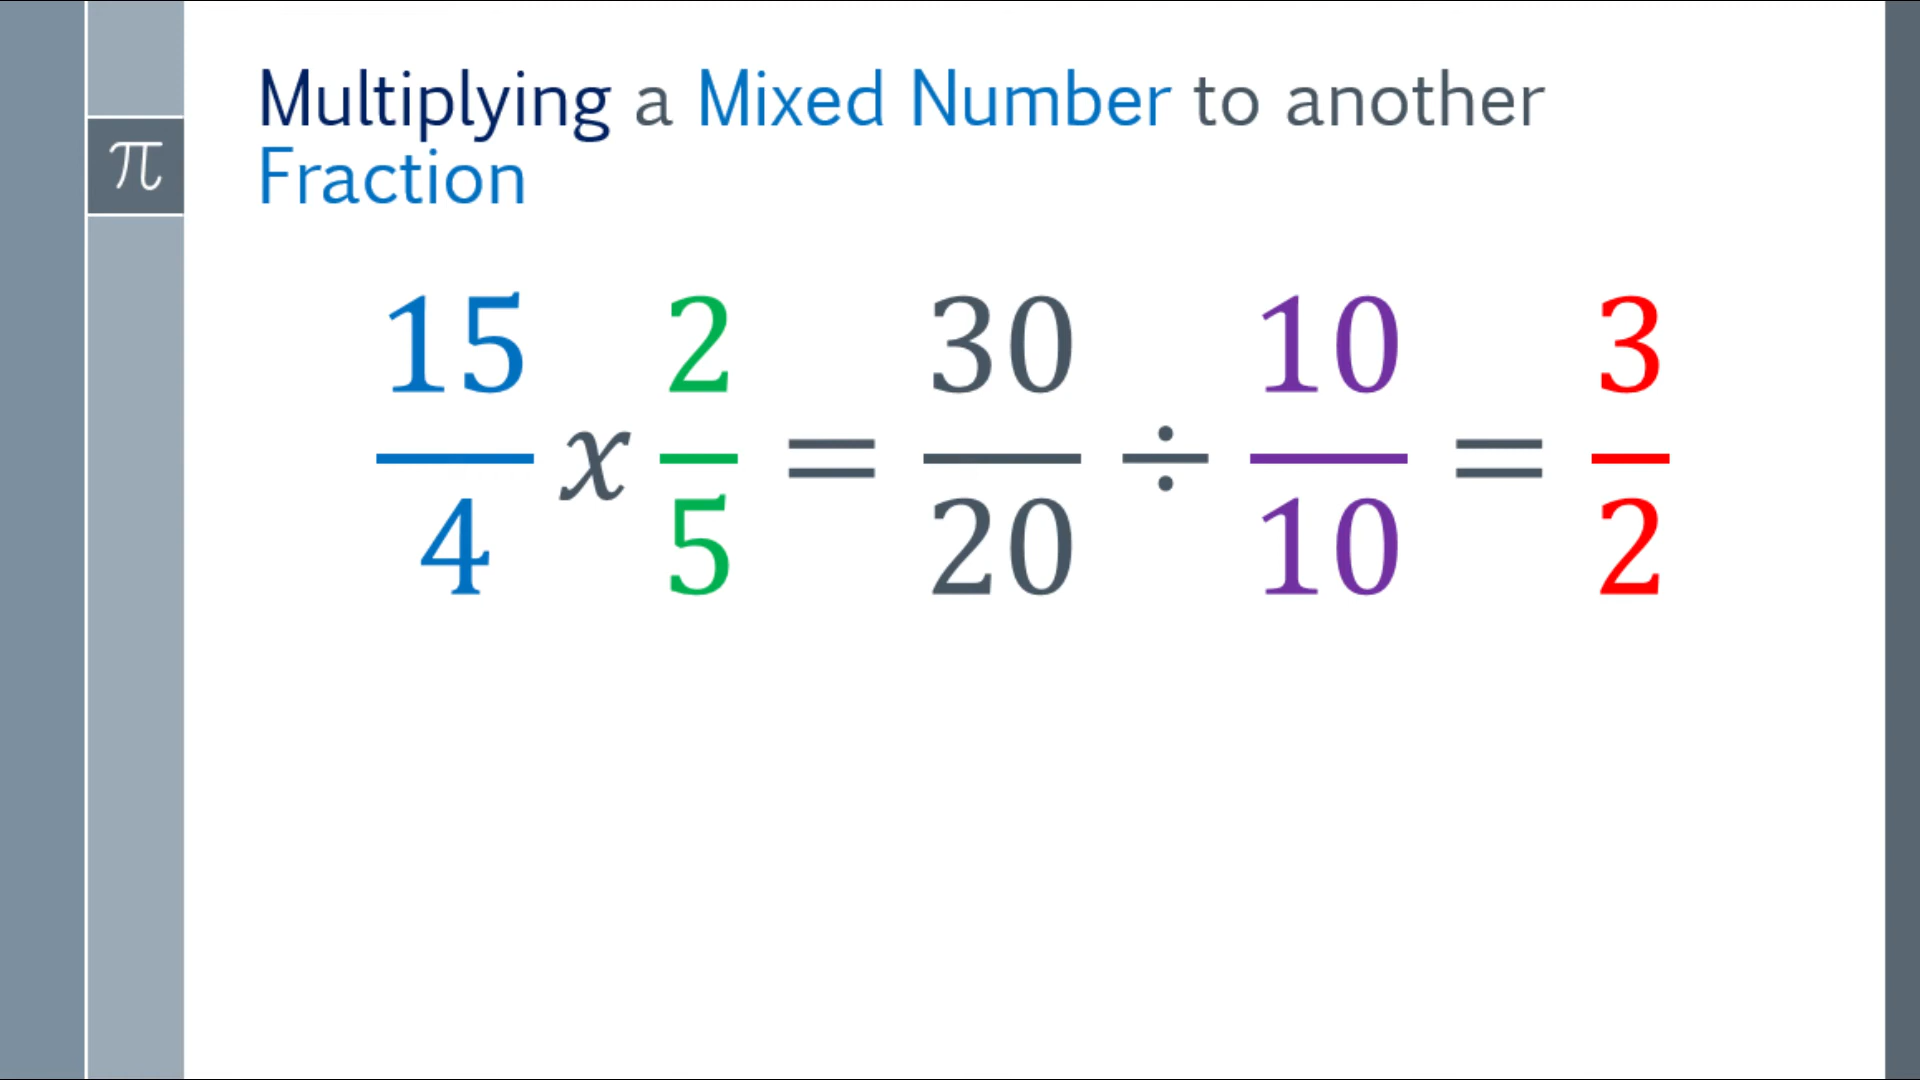 Multiplying a Mixed Number to another
Fraction
π
15/4 x 2/5 = 30/20 ÷ 10/10 = 3/2